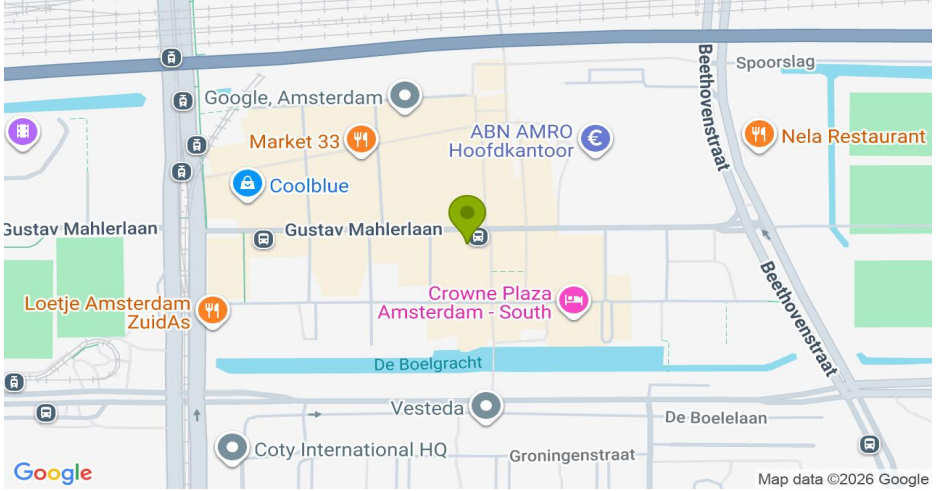 Spoorslag
Beethovenstraat
Google, Amsterdam
Market 33
ABN AMRO
Hoofdkantoor
Nela Restaurant
Coolblue
Gustav Mahlerlaan
Gustav Mahlerlaan
Beethovenstraat
Crowne Plaza
Amsterdam - South
Loetje Amsterdam
ZuidAs
De Boelgracht
Vesteda
De Boelelaan
Coty International HQ
Groningenstraat
Google
Map data ©2026 Google